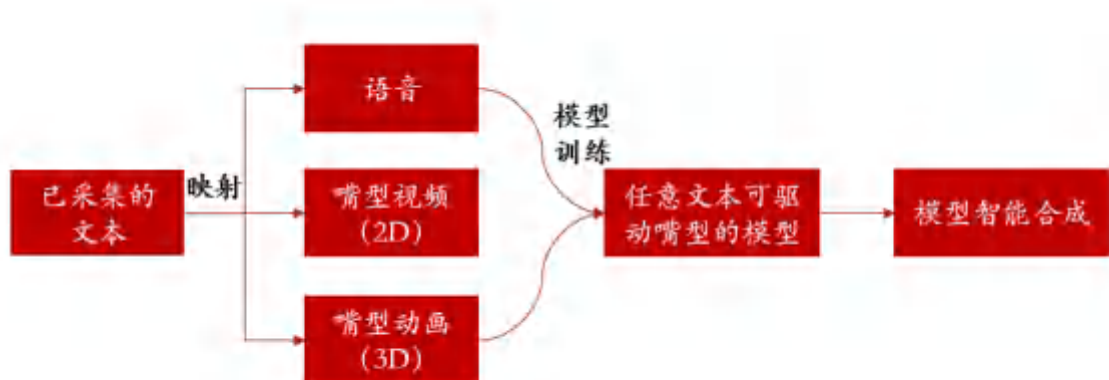 已采集的
文本
映射
语音
嘴型视频
(2D)
嘴型动画
(3D)
模型
训练
任意文本可驱
动嘴型的模型
模型智能合成